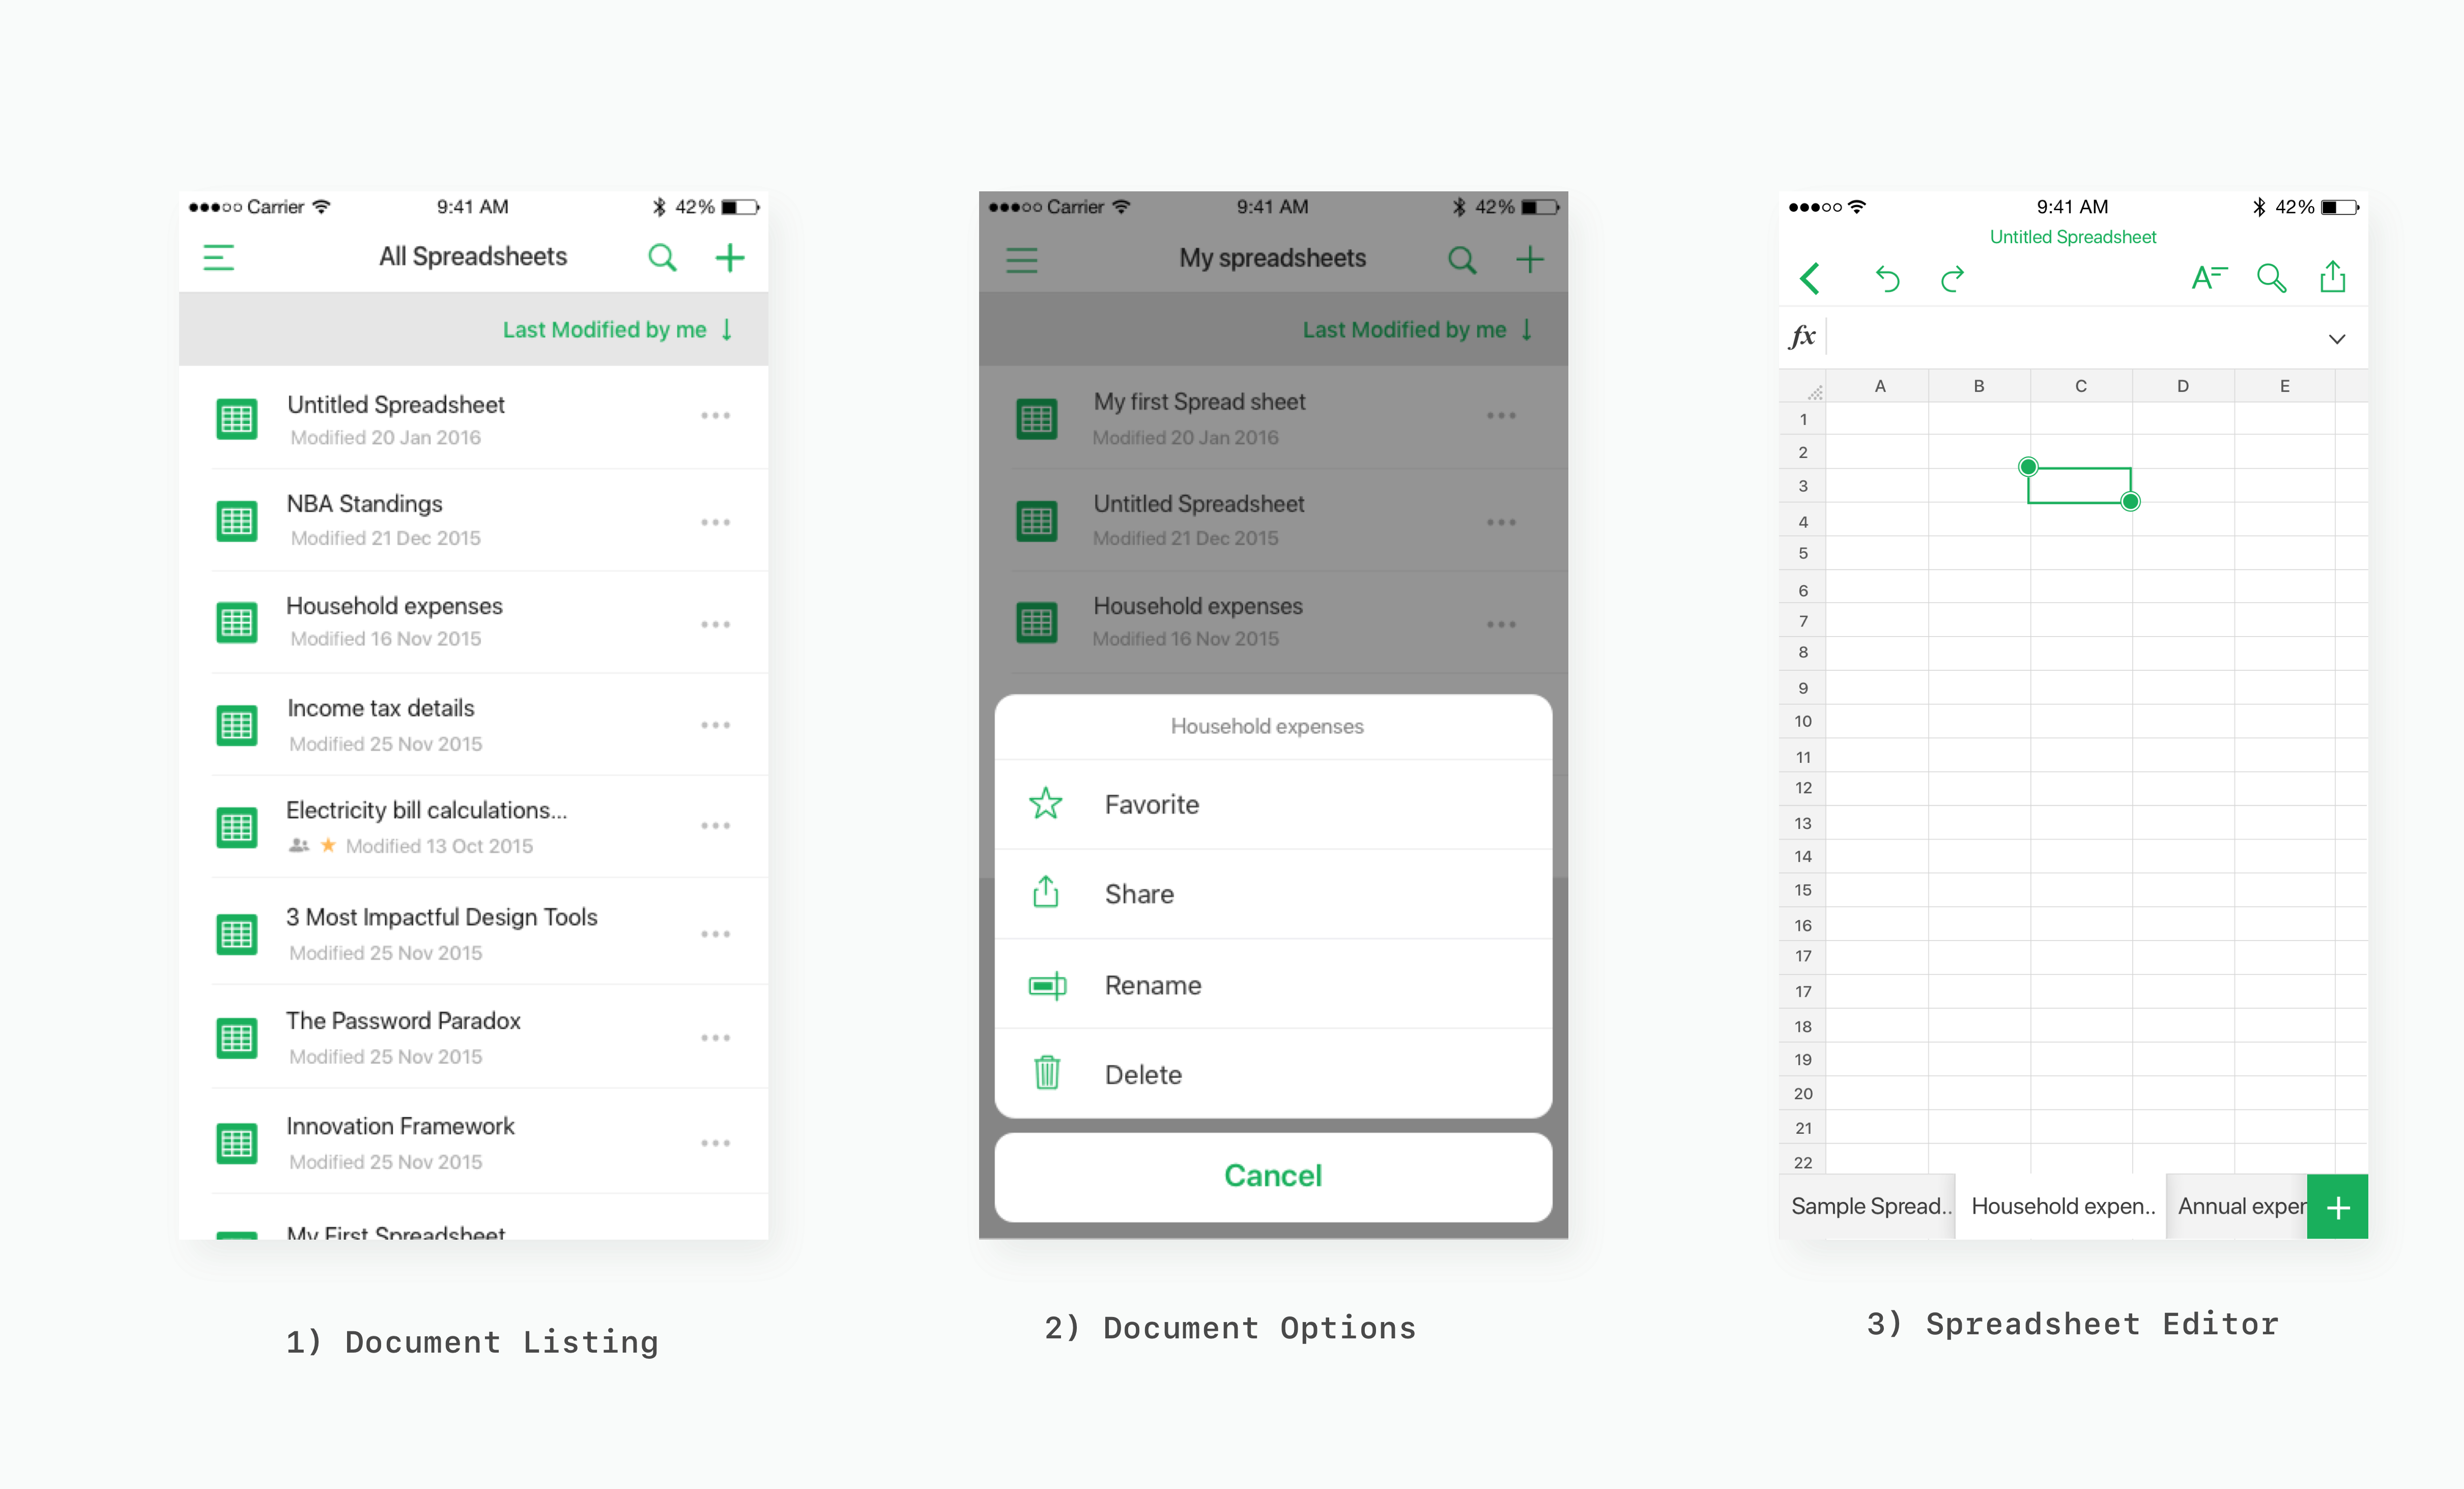 Carrier 9:41 AM 42%
All Spreadsheets
Last Modified by me ↓
Untitled Spreadsheet
Modified 20 Jan 2016
NBA Standings
Modified 21 Dec 2015
Household expenses
Modified 16 Nov 2015
Income tax details
Modified 25 Nov 2015
Electricity bill calculations...
Modified 13 Oct 2015
3 Most Impactful Design Tools
Modified 25 Nov 2015
The Password Paradox
Modified 25 Nov 2015
Innovation Framework
Modified 25 Nov 2015
My First Spreadsheet
1) Document Listing
Carrier 9:41 AM 42%
My spreadsheets
Last Modified by me ↓
My first Spread sheet
Modified 20 Jan 2016
Untitled Spreadsheet
Modified 21 Dec 2015
Household expenses
Modified 16 Nov 2015
Household expenses
Favorite
Share
Rename
Delete
Cancel
2) Document Options
9:41 AM 42%
Untitled Spreadsheet
A
fx
A B C D E
1
2
3
4
5
6
7
8
9
10
11
12
13
14
15
16
17
17
18
19
20
21
22
Sample Spread.. Household expen.. Annual exper
3) Spreadsheet Editor